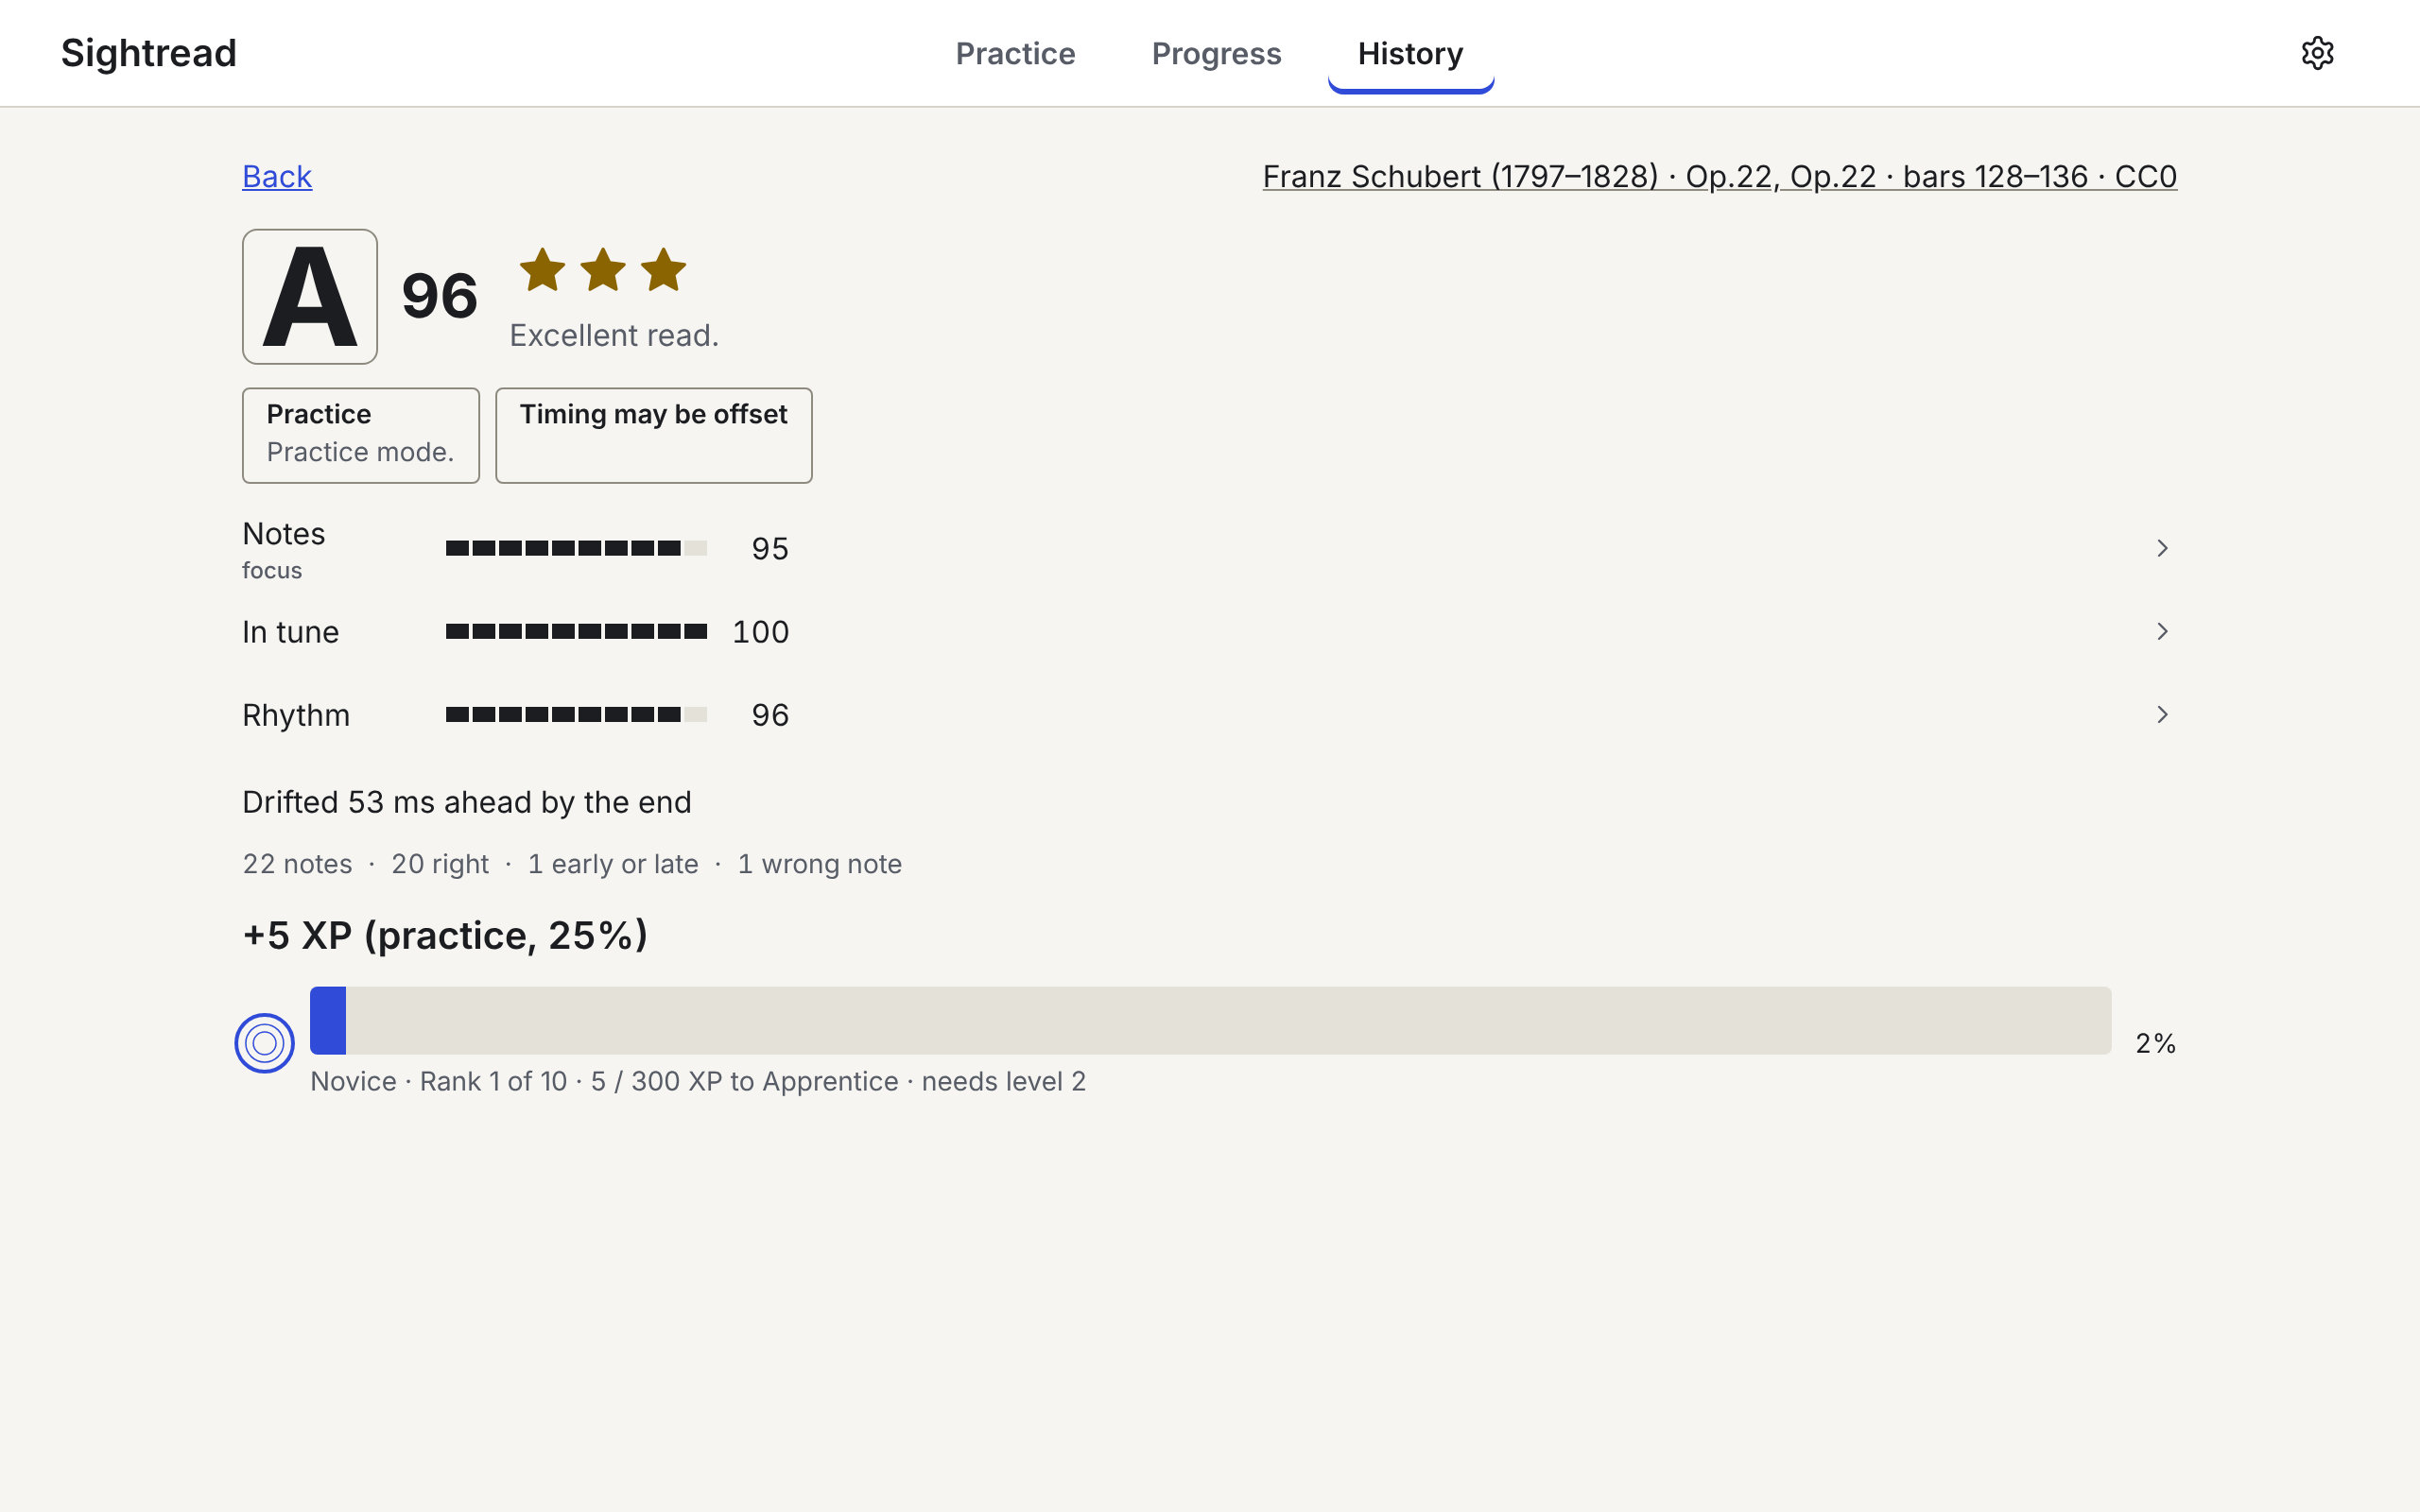 Sightread
Practice Progress History
Back
Franz Schubert (1797–1828) · Op.22, Op.22 · bars 128–136 · CC0
A 96
Excellent read.
Practice
Practice mode.
Timing may be offset
Notes 95
focus
In tune 100
Rhythm 96
Drifted 53 ms ahead by the end
22 notes · 20 right · 1 early or late · 1 wrong note
+5 XP (practice, 25%)
2%
Novice · Rank 1 of 10 · 5 / 300 XP to Apprentice · needs level 2